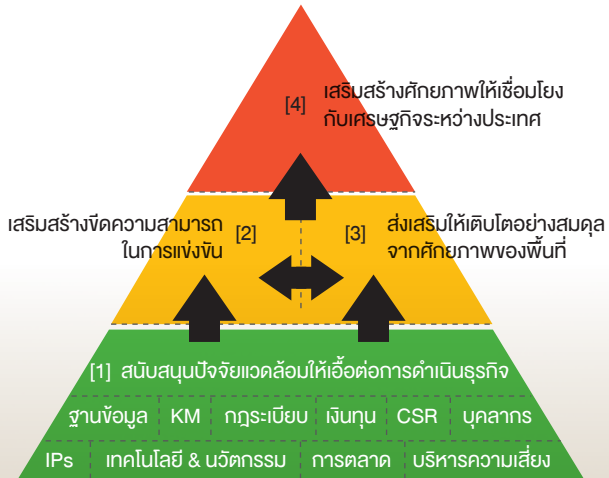 [4] เสริมสร้างศักยภาพให้เชื่อมโยง
กับเศรษฐกิจระหว่างประเทศ
เสริมสร้างขีดความสามารถ
ในการแข่งขัน [2]
[3] ส่งเสริมให้เติบโตอย่างสมดุล
จากศักยภาพของพื้นที่
[1] สนับสนุนปัจจัยแวดล้อมให้เอื้อต่อการดำเนินธุรกิจ
ฐานข้อมูล KM กฎระเบียบ เงินทุน CSR บุคลากร
IPs เทคโนโลยี & นวัตกรรม การตลาด บริหารความเสี่ยง